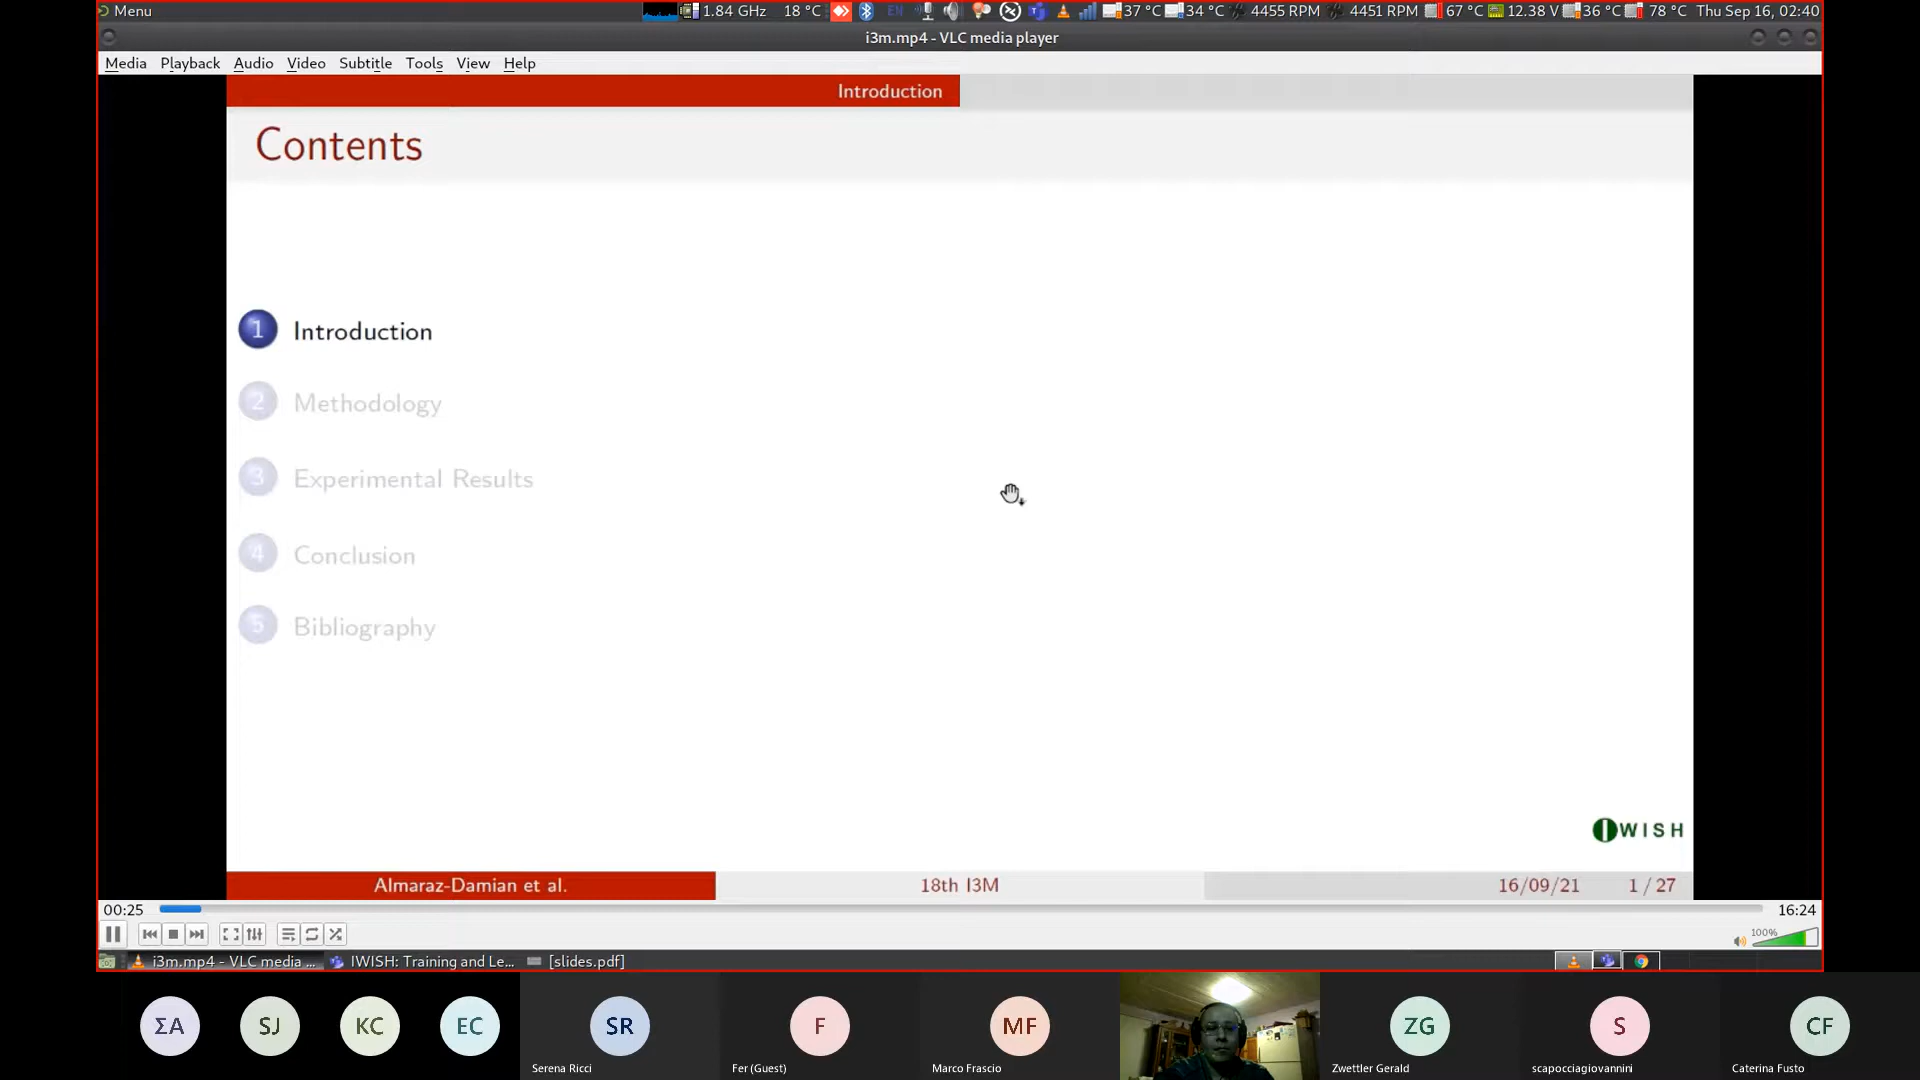 Menu
1.84 GHz 18 °C EN 37 °C 34 °C 4455 RPM 4451 RPM 67 °C 12.38 V 36 °C 78 °C Thu Sep 16, 02:40
i3m.mp4 - VLC media player
Media Playback Audio Video Subtitle Tools View Help
Introduction
Contents
1 Introduction
2 Methodology
3 Experimental Results
4 Conclusion
5 Bibliography
IWISH
Almaraz-Damian et al. 18th I3M 16/09/21 1 / 27
00:25 16:24
100%
i3m.mp4 - VLC media ... IWISH: Training and Le... [slides.pdf]
ΣA SJ KC EC SR F MF ZG S CF
Serena Ricci Fer (Guest) Marco Frascio Zwettler Gerald scapocciagiovannini Caterina Fusto